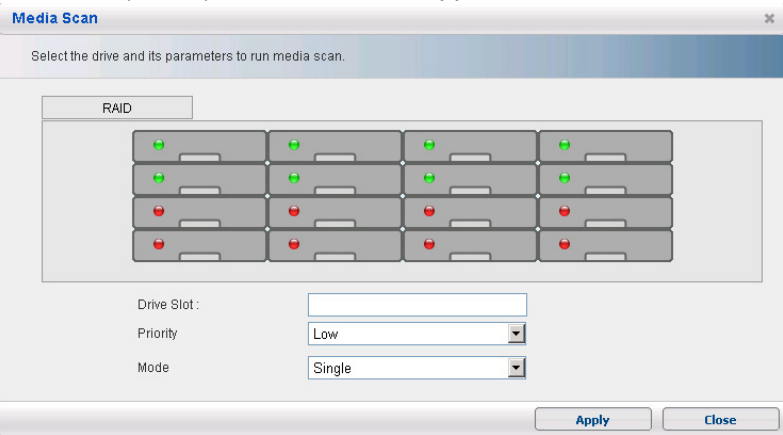 Media Scan
Select the drive and its parameters to run media scan.
RAID
Drive Slot :
Priority
Low
Mode
Single
Apply
Close